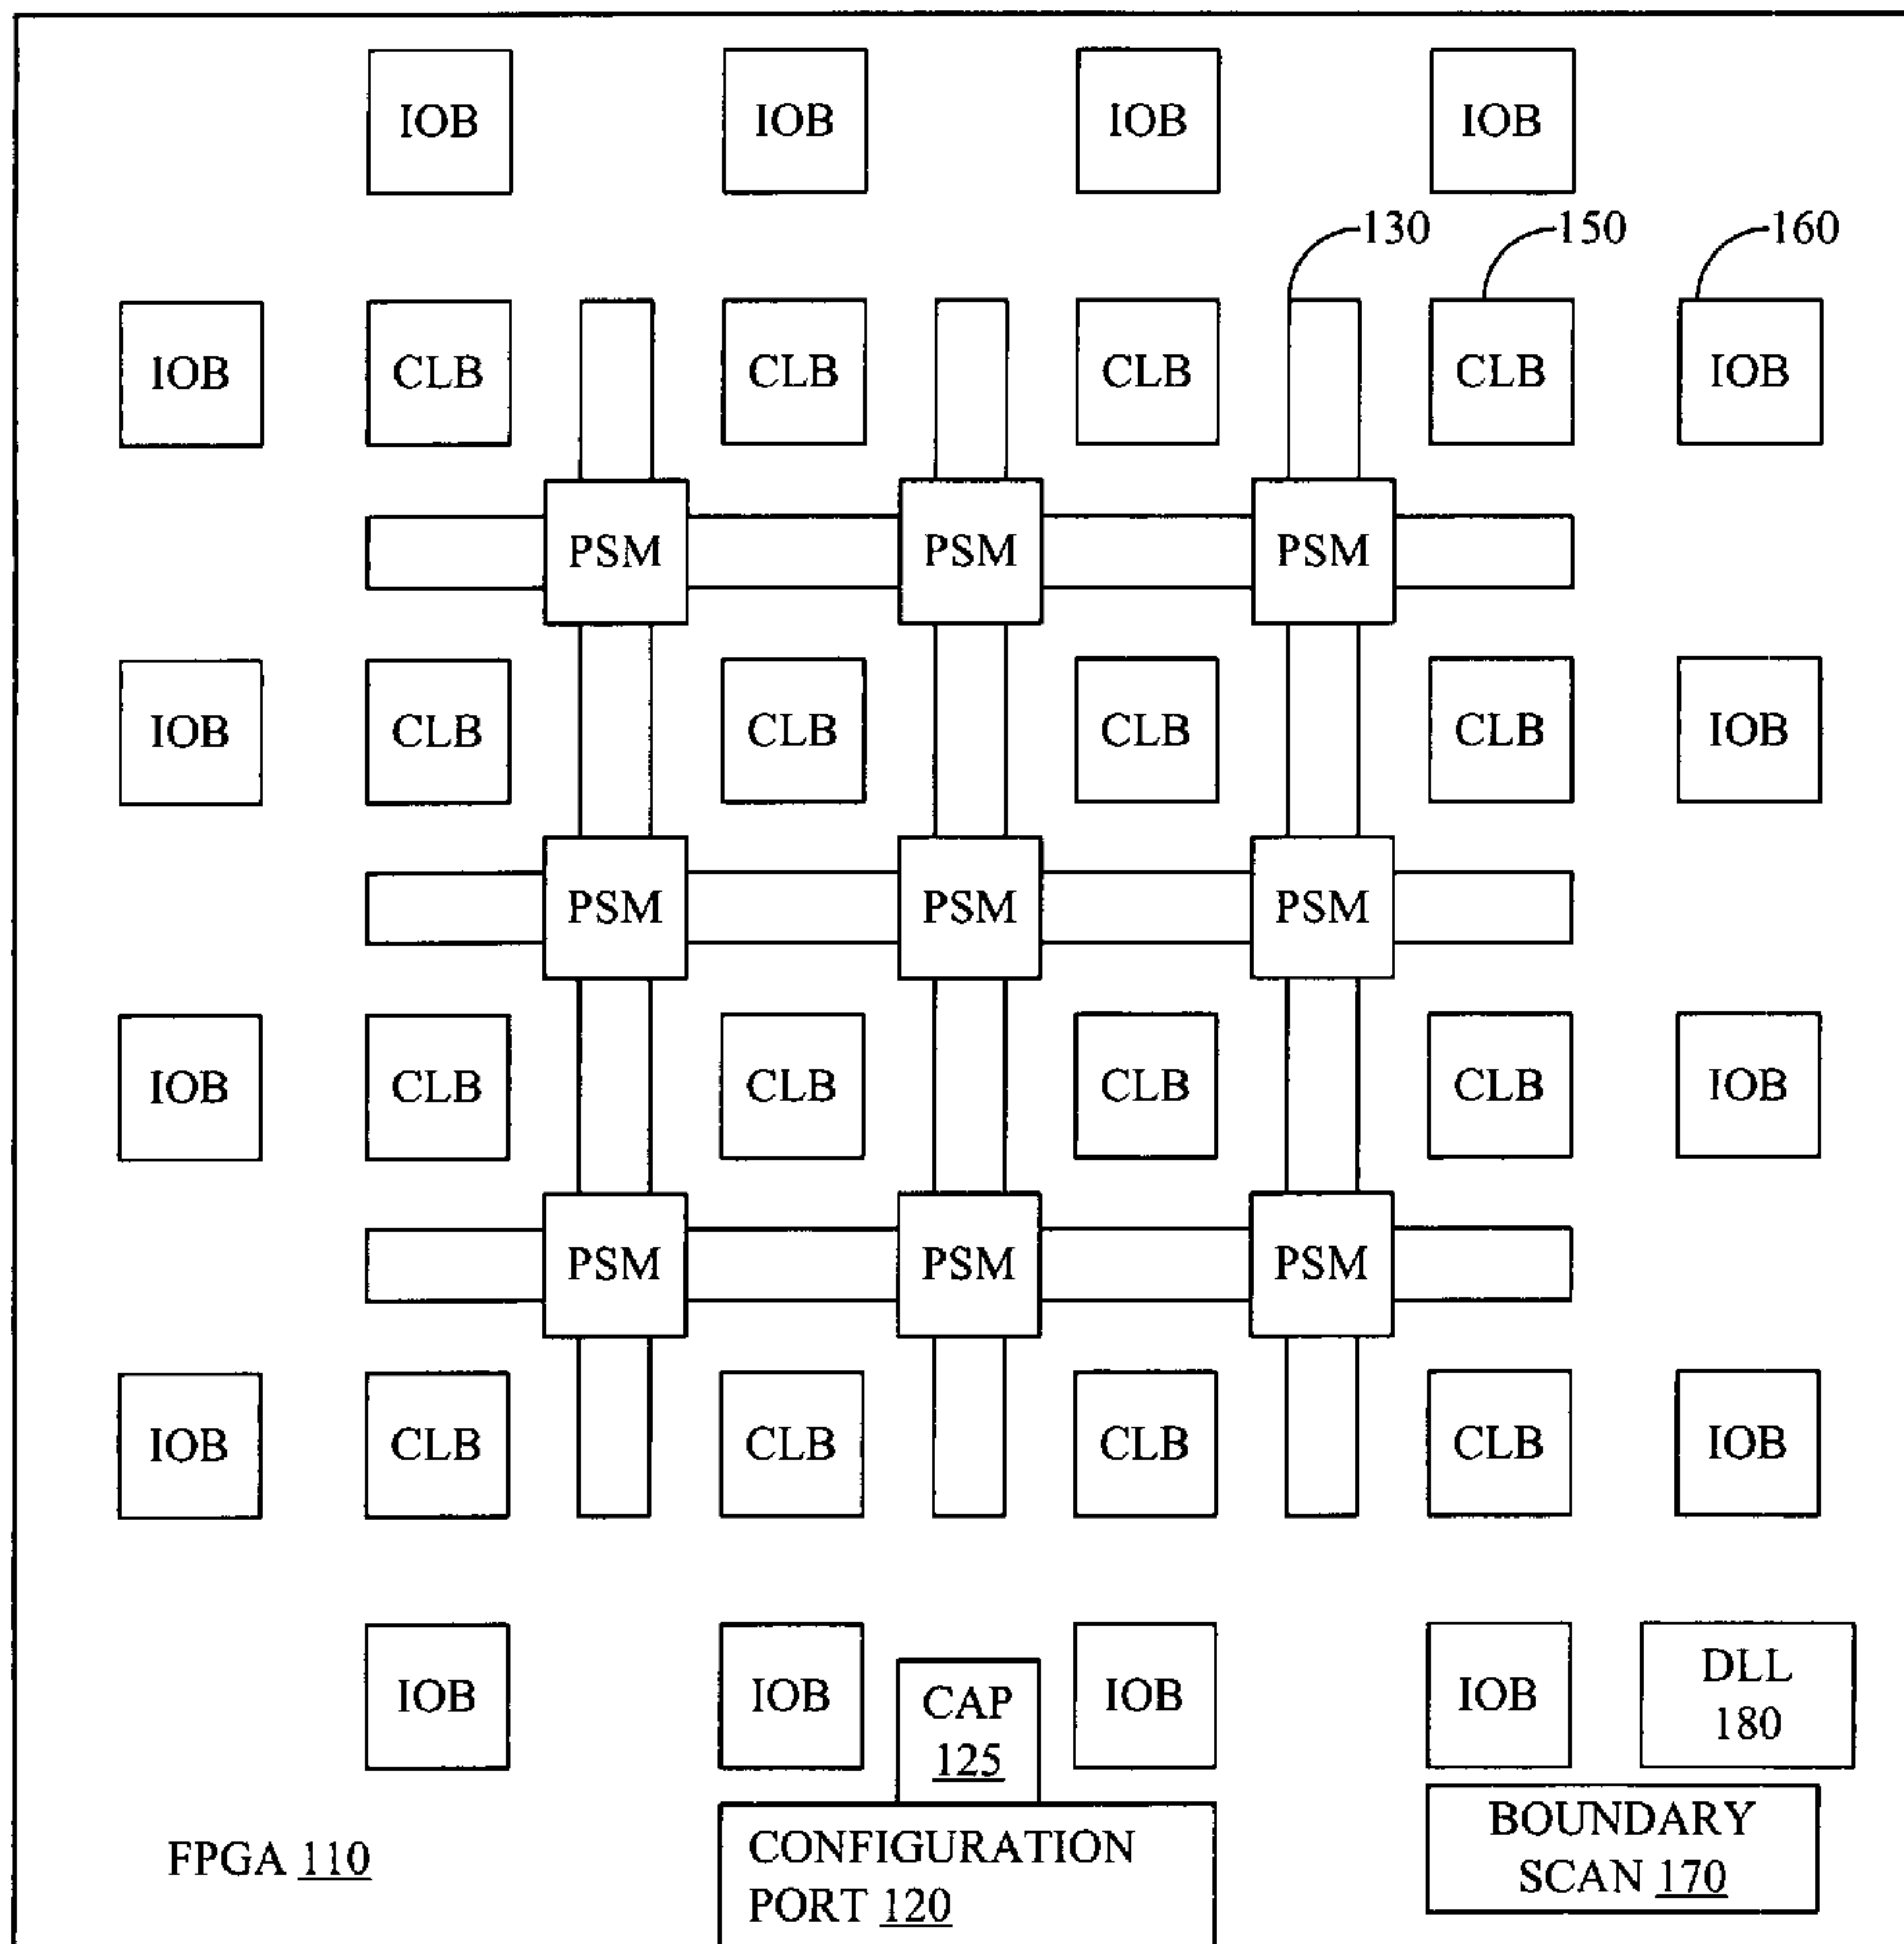 IOB IOB IOB IOB
130 150 160
IOB CLB CLB CLB CLB IOB
PSM PSM PSM
IOB CLB CLB CLB CLB IOB
PSM PSM PSM
IOB CLB CLB CLB CLB IOB
PSM PSM PSM
IOB CLB CLB CLB CLB IOB
IOB IOB IOB IOB
CAP
125
DLL
180
FPGA 110
CONFIGURATION
PORT 120
BOUNDARY
SCAN 170